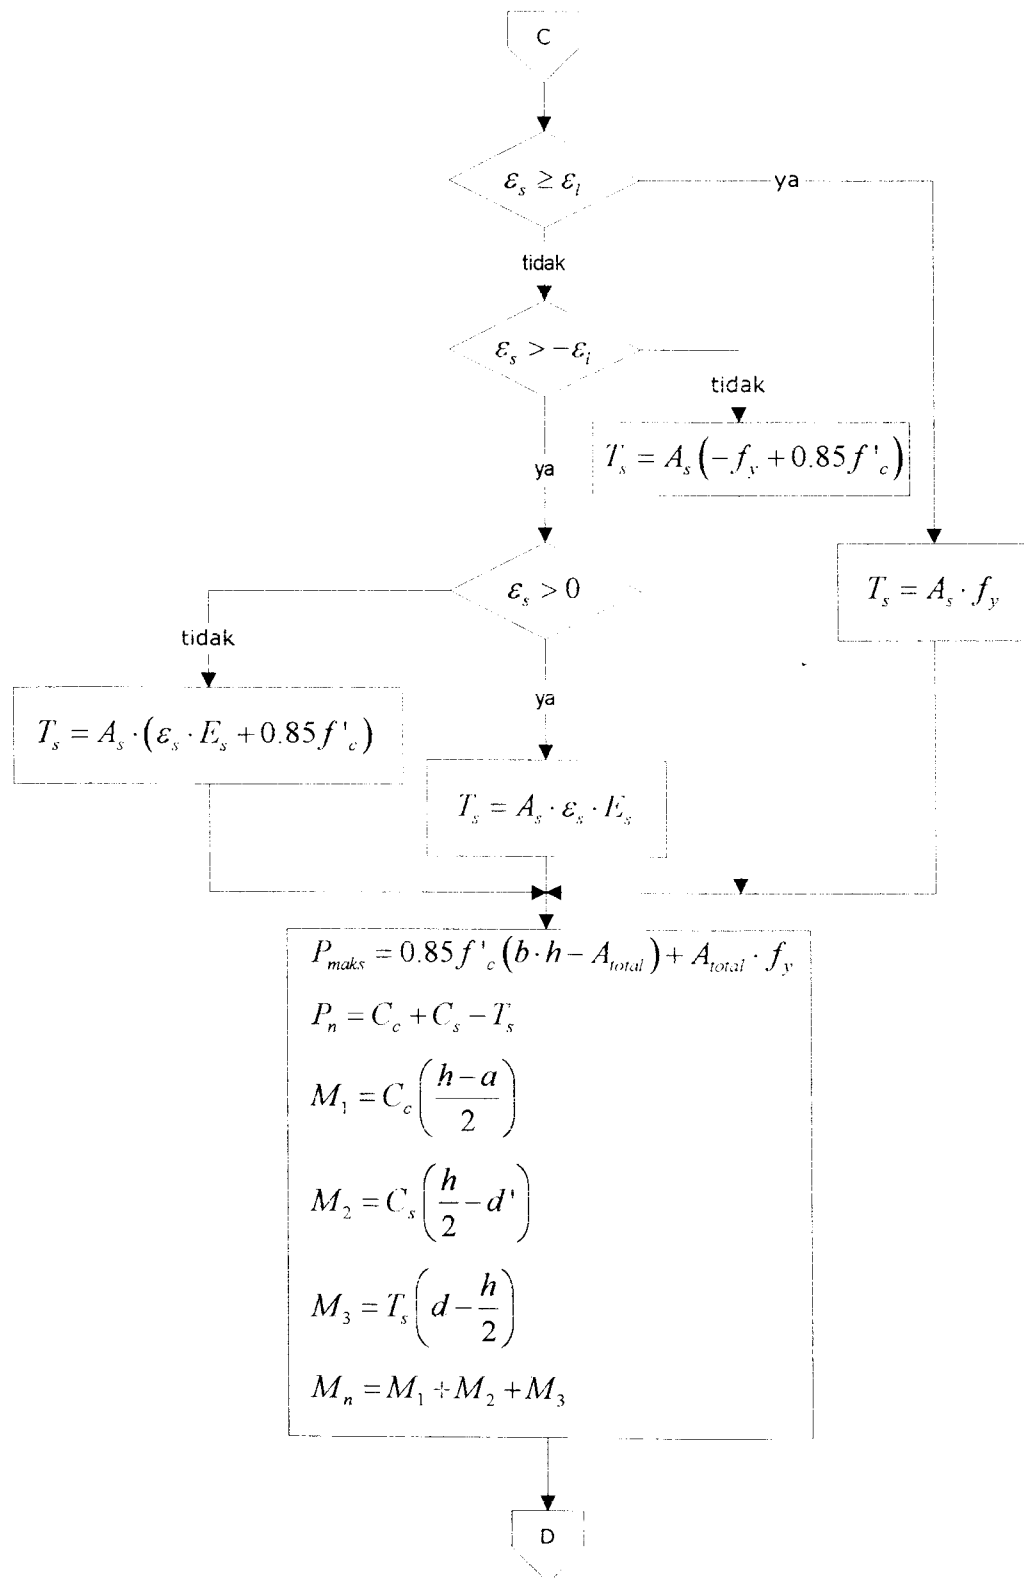 C
ε_s ≥ ε_l
ya
tidak
ε_s > −ε_l
tidak
T_s = A_s(−f_y + 0.85f'_c)
ya
ε_s > 0
T_s = A_s · f_y
tidak
ya
T_s = A_s · (ε_s · E_s + 0.85f'_c)
T_s = A_s · ε_s · E_s
P_maks = 0.85f'_c(b · h − A_total) + A_total · f_y
P_n = C_c + C_s − T_s
M_1 = C_c((h − a)/2)
M_2 = C_s(h/2 − d')
M_3 = T_s(d − h/2)
M_n = M_1 + M_2 + M_3
D